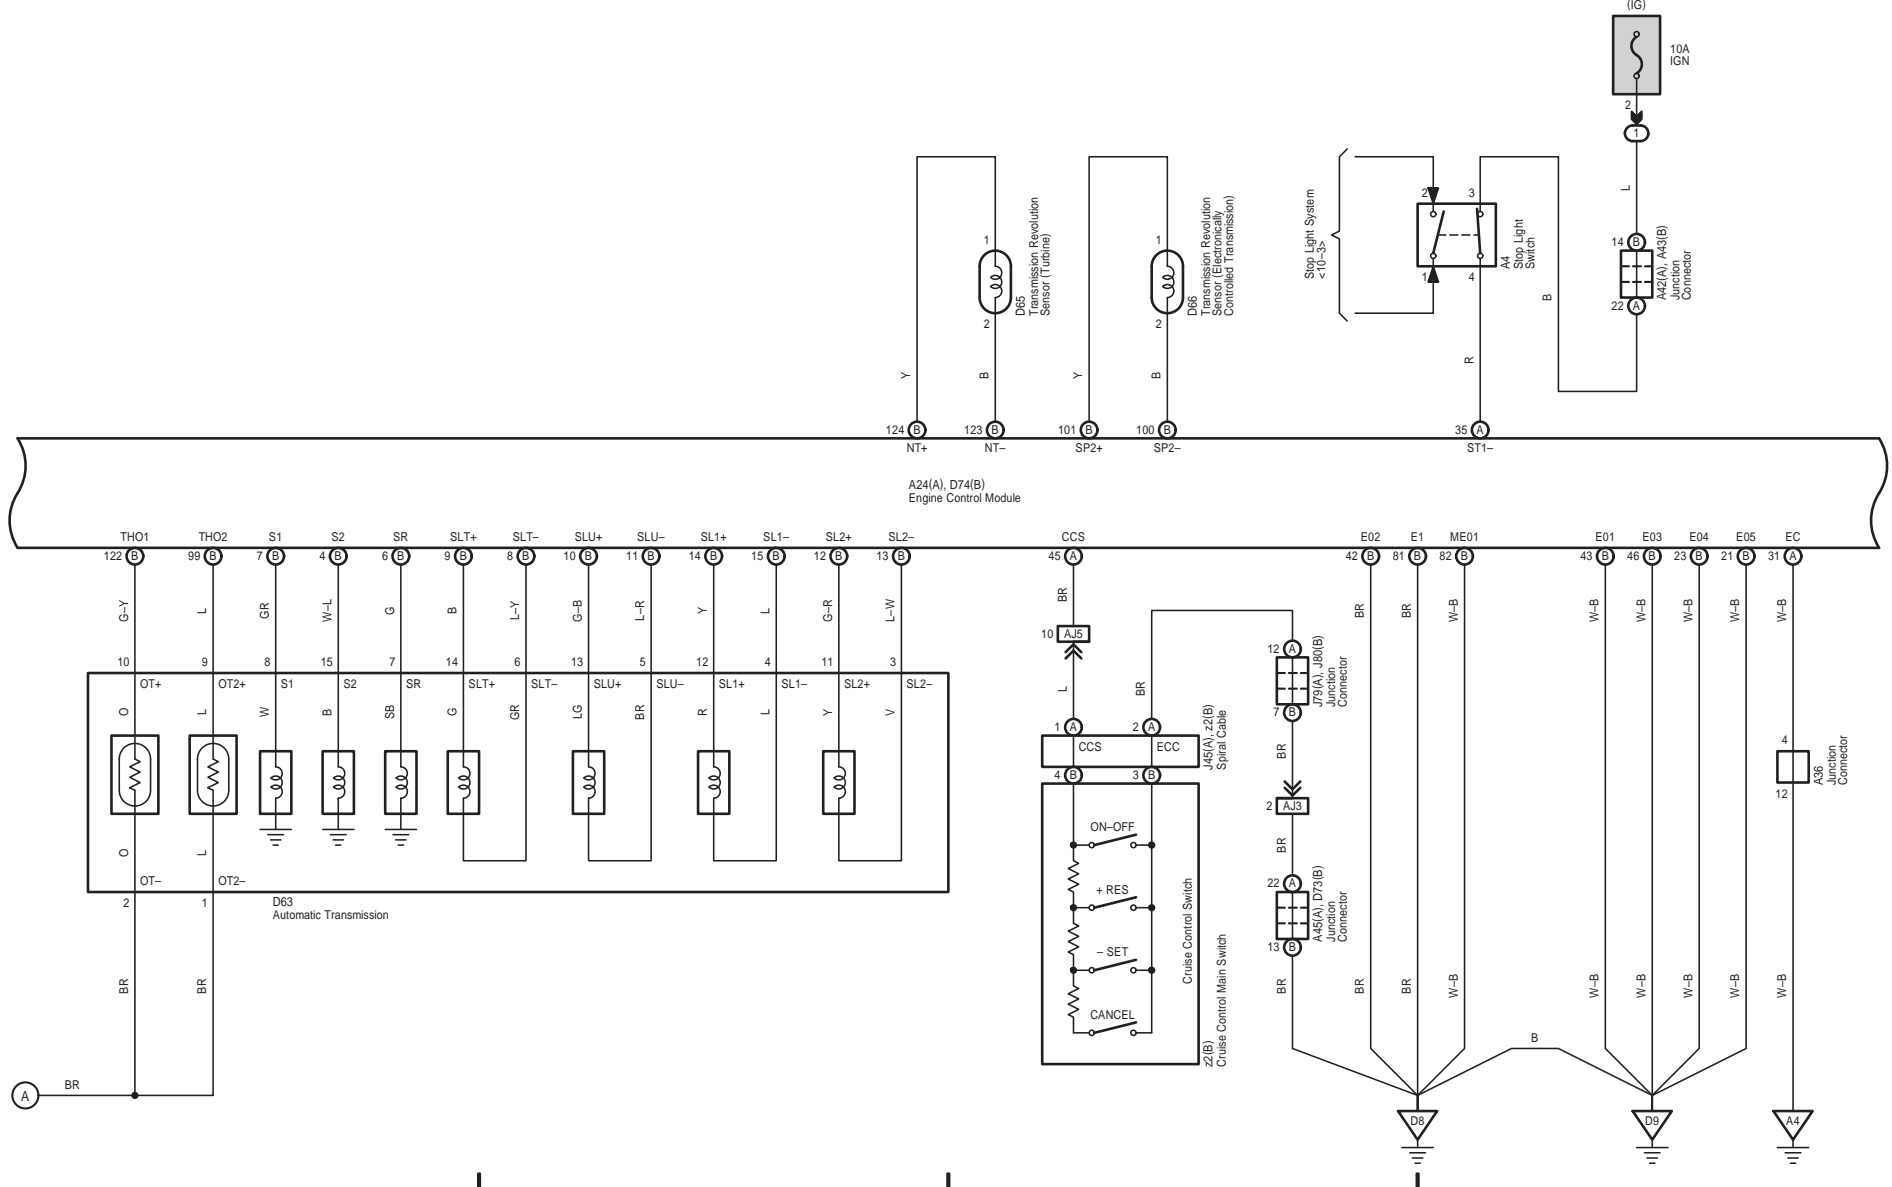 (IG)
10A
IGN
2
1
L
14 B
A42(A), A43(B)
Junction
Connector
22 A
B
Stop Light System
<10–3>
2 3
1 4
A4
Stop Light
Switch
R
1
D65
Transmission Revolution
Sensor (Turbine)
2
Y B
1
D66
Transmission Revolution
Sensor (Electronically
Controlled Transmission)
2
Y B
124 B 123 B 101 B 100 B 35 A
NT+ NT– SP2+ SP2– ST1–
A24(A), D74(B)
Engine Control Module
THO1 THO2 S1 S2 SR SLT+ SLT– SLU+ SLU– SL1+ SL1– SL2+ SL2– CCS E02 E1 ME01 E01 E03 E04 E05 EC
122 B 99 B 7 B 4 B 6 B 9 B 8 B 10 B 11 B 14 B 15 B 12 B 13 B 45 A 42 B 81 B 82 B 43 B 46 B 23 B 21 B 31 A
G–Y L GR W–L G B L–Y G–B L–R Y L G–R L–W BR BR BR W–B W–B W–B W–B W–B W–B
10 9 8 15 7 14 6 13 5 12 4 11 3
OT+ OT2+ S1 S2 SR SLT+ SLT– SLU+ SLU– SL1+ SL1– SL2+ SL2–
O L W B SB G GR LG BR R L Y V
O L
OT– OT2–
2 1
D63
Automatic Transmission
BR BR
A BR
10 AJ5
L BR
1 A 2 A
CCS ECC
J45(A), z2(B)
Spiral Cable
4 B 3 B
ON–OFF
+ RES
– SET
CANCEL
Cruise Control Switch
z2(B)
Cruise Control Main Switch
12 A
J79(A), J80(B)
Junction
Connector
7 B
BR
2 AJ3
BR
22 A
A45(A), D73(B)
Junction
Connector
13 B
BR BR BR W–B W–B W–B W–B W–B W–B
4
A36
Junction
Connector
12
B
D8 D9 A4